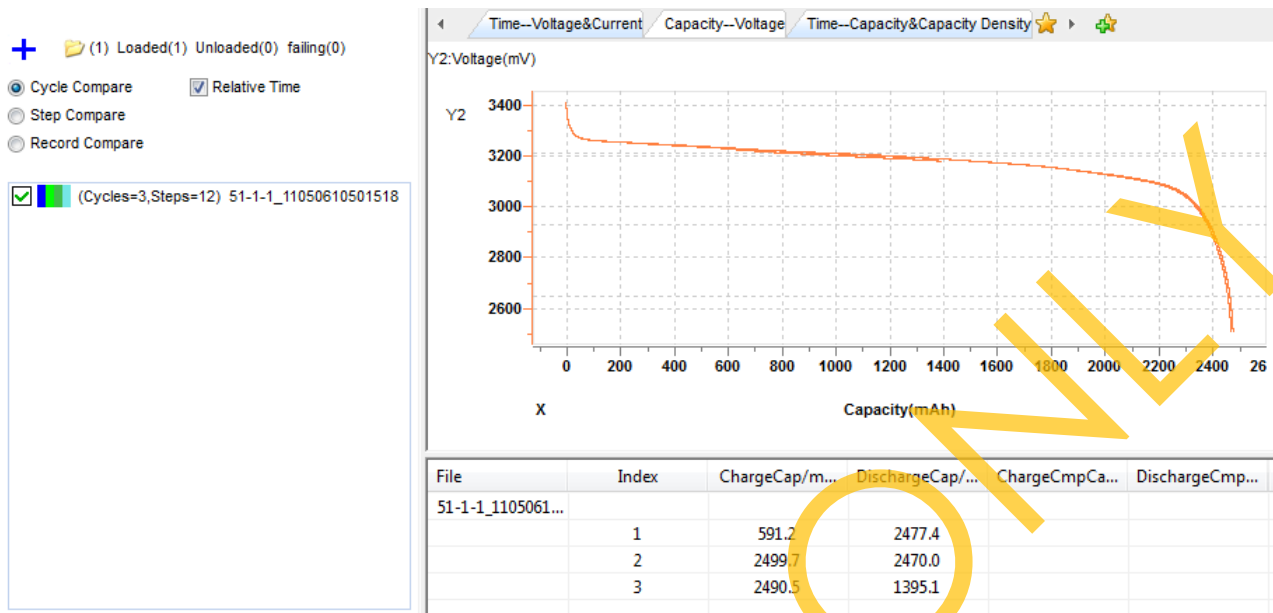 (1) Loaded(1) Unloaded(0) failing(0)
Cycle Compare
Relative Time
Step Compare
Record Compare
(Cycles=3,Steps=12) 51-1-1_11050610501518
Time--Voltage&Current
Capacity--Voltage
Time--Capacity&Capacity Density
Y2:Voltage(mV)
Y2
3400
3200
3000
2800
2600
0 200 400 600 800 1000 1200 1400 1600 1800 2000 2200 2400 26
X
Capacity(mAh)
File Index ChargeCap/m... DischargeCap/... ChargeCmpCa... DischargeCmp...
51-1-1_1105061...
1 591.2 2477.4
2 2499.7 2470.0
3 2490.5 1395.1
ONLY